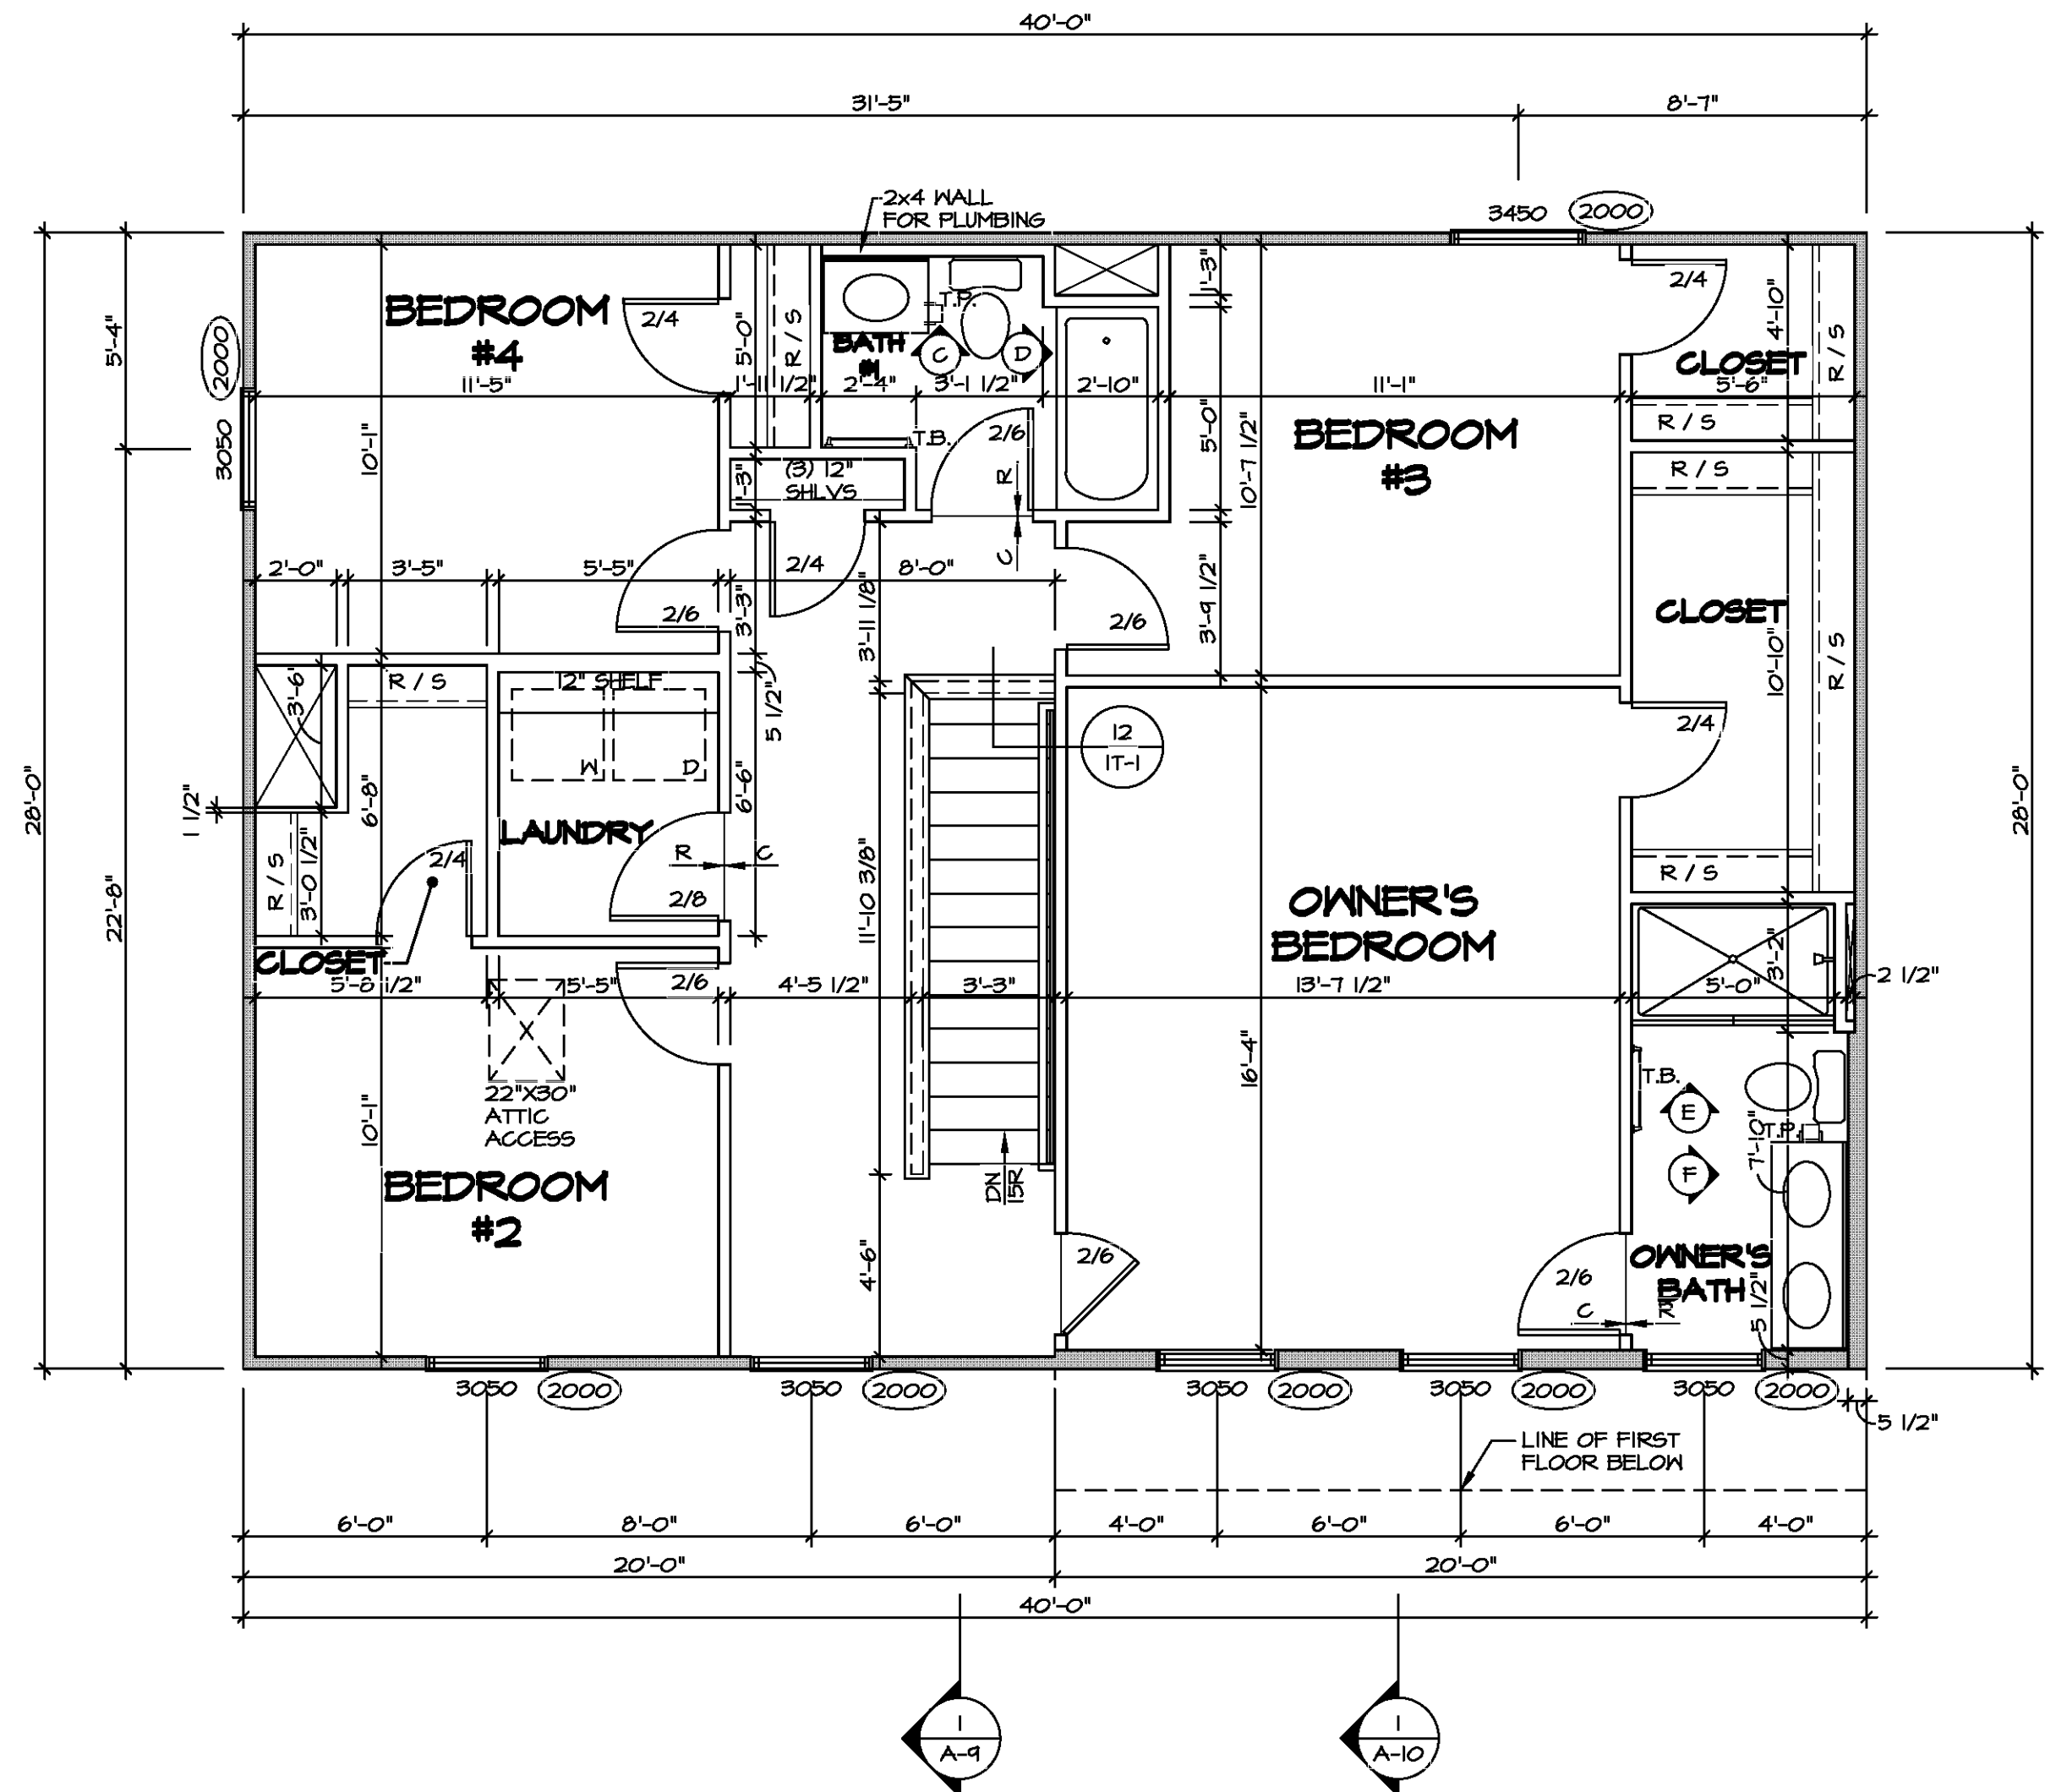 40'-0"
31'-5"
8'-7"
2x4 WALL
FOR PLUMBING
3450
2000
BEDROOM
#4
2/4
5'-0"
R / S
T.P.
BATH
#1
C
D
1'-3"
2/4
4'-10"
CLOSET
R / S
5'-4"
2000
3050
11'-5"
1'-11 1/2"
2'-4"
3'-1 1/2"
2'-10"
11'-1"
5'-6"
10'-1"
T.B.
2/6
5'-0"
10'-7 1/2"
BEDROOM
#3
R / S
R / S
1'-3"
(3) 12"
SHLVS
R
C
2'-0"
3'-5"
5'-5"
2/4
8'-0"
2/6
3'-3"
3'-11 1/8"
2/6
3'-9 1/2"
CLOSET
10'-10"
R / S
3'-6"
R / S
12" SHELF
5 1/2"
12
1T-1
2/4
W
D
28'-0"
28'-0"
1 1/2"
6'-8"
6'-6"
LAUNDRY
R
C
2/4
2/8
R / S
3'-0 1/2"
22'-8"
11'-10 3/8"
R / S
OWNER'S
BEDROOM
CLOSET
5'-8 1/2"
5'-5"
2/6
4'-5 1/2"
3'-3"
13'-7 1/2"
5'-0"
3'-2"
2 1/2"
22"X30"
ATTIC
ACCESS
10'-1"
16'-4"
T.B.
E
T.P.
7'-10"
F
BEDROOM
#2
DN
15R
4'-6"
2/6
2/6
C
R
OWNER'S
BATH
5 1/2"
3050
2000
3050
2000
3050
2000
3050
2000
3050
2000
5 1/2"
LINE OF FIRST
FLOOR BELOW
6'-0"
8'-0"
6'-0"
4'-0"
6'-0"
6'-0"
4'-0"
20'-0"
20'-0"
40'-0"
1
A-9
1
A-10